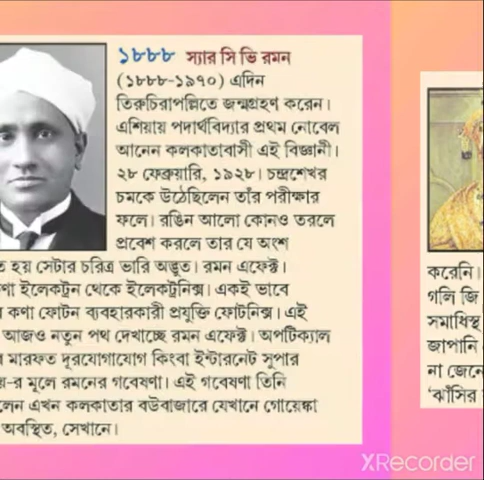 ১৮৮৮ স্যার সি ভি রমন
(১৮৮৮-১৯৭০) এদিন
তিরুচিরাপল্লিতে জন্মগ্রহণ করেন।
এশিয়ায় পদার্থবিদ্যার প্রথম নোবেল
আনেন কলকাতাবাসী এই বিজ্ঞানী।
২৮ ফেব্রুয়ারি, ১৯২৮। চন্দ্রশেখর
চমকে উঠেছিলেন তাঁর পরীক্ষার
ফলে। রঙিন আলো কোনও তরলে
প্রবেশ করলে তার যে অংশ
হয় সেটার চরিত্র ভারি অদ্ভুত। রমন এফেক্ট।
ইলেকট্রন থেকে ইলেকট্রনিক্স। একই ভাবে
কণা ফোটন ব্যবহারকারী প্রযুক্তি ফোটনিক্স। এই
আজও নতুন পথ দেখাচ্ছে রমন এফেক্ট। অপটিক্যাল
মারফত দূরযোগাযোগ কিংবা ইন্টারনেট সুপার
মূলে রমনের গবেষণা। এই গবেষণা তিনি
এখন কলকাতার বউবাজারে যেখানে গোয়েঙ্কা
অবস্থিত, সেখানে।
করেনি।
গলি জি
সমাধিস্থ
জাপানি
না জেনে
‘ঝাঁসির
XRecorder